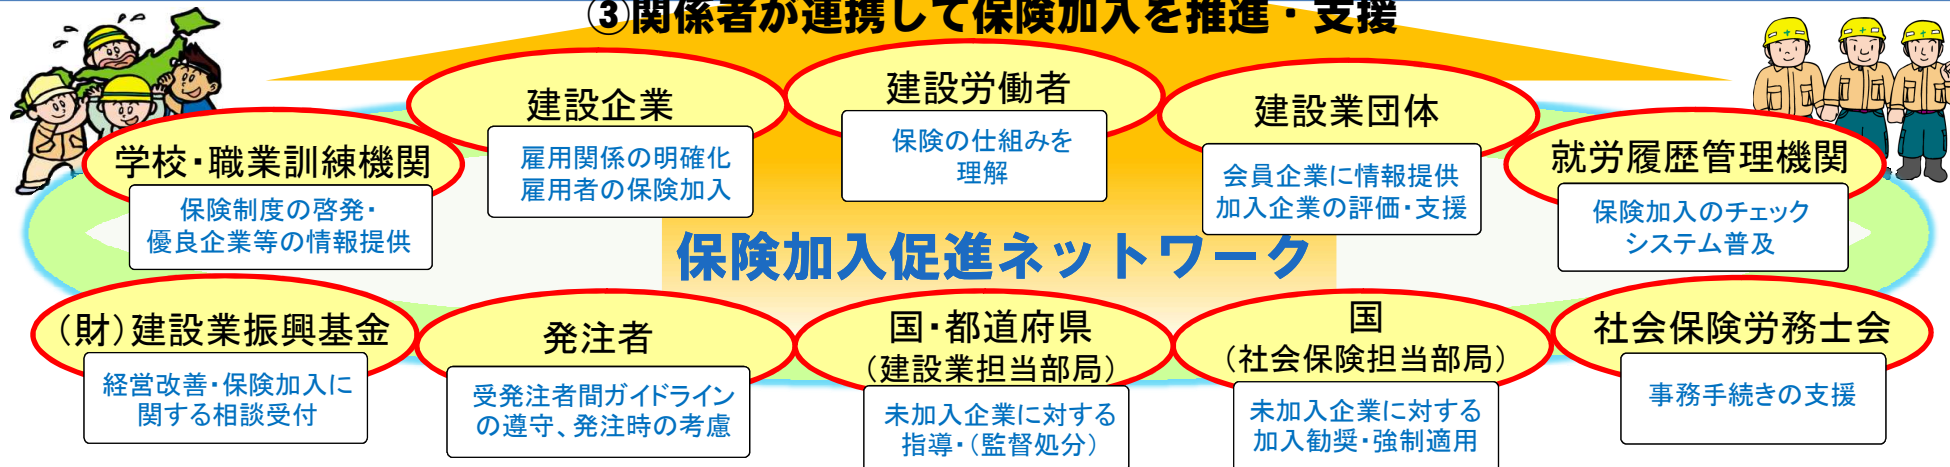 ③関係者が連携して保険加入を推進・支援
学校・職業訓練機関
保険制度の啓発・
優良企業等の情報提供
建設企業
雇用関係の明確化
雇用者の保険加入
建設労働者
保険の仕組みを
理解
建設業団体
会員企業に情報提供
加入企業の評価・支援
就労履歴管理機関
保険加入のチェック
システム普及
保険加入促進ネットワーク
（財）建設業振興基金
経営改善・保険加入に
関する相談受付
発注者
受発注者間ガイドライン
の遵守、発注時の考慮
国・都道府県
（建設業担当部局）
未加入企業に対する
指導・（監督処分）
国
（社会保険担当部局）
未加入企業に対する
加入勧奨・強制適用
社会保険労務士会
事務手続きの支援